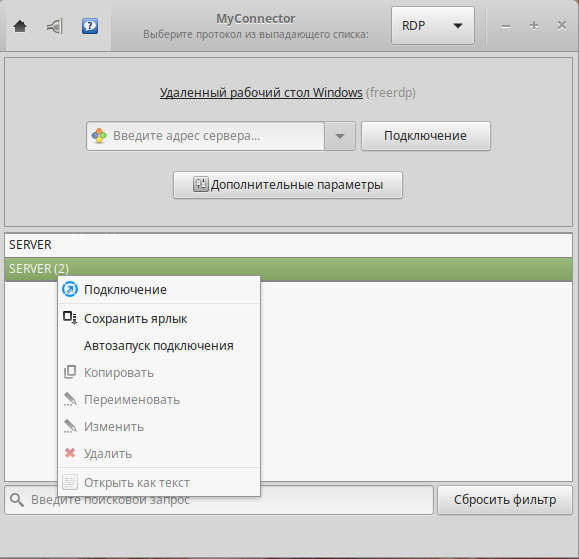 MyConnector
Выберите протокол из выпадающего списка:
RDP
Удаленный рабочий стол Windows (freerdp)
Введите адрес сервера...
Подключение
Дополнительные параметры
SERVER
SERVER (2)
Подключение
Сохранить ярлык
Автозапуск подключения
Копировать
Переименовать
Изменить
Удалить
Открыть как текст
Введите поисковой запрос
Сбросить фильтр